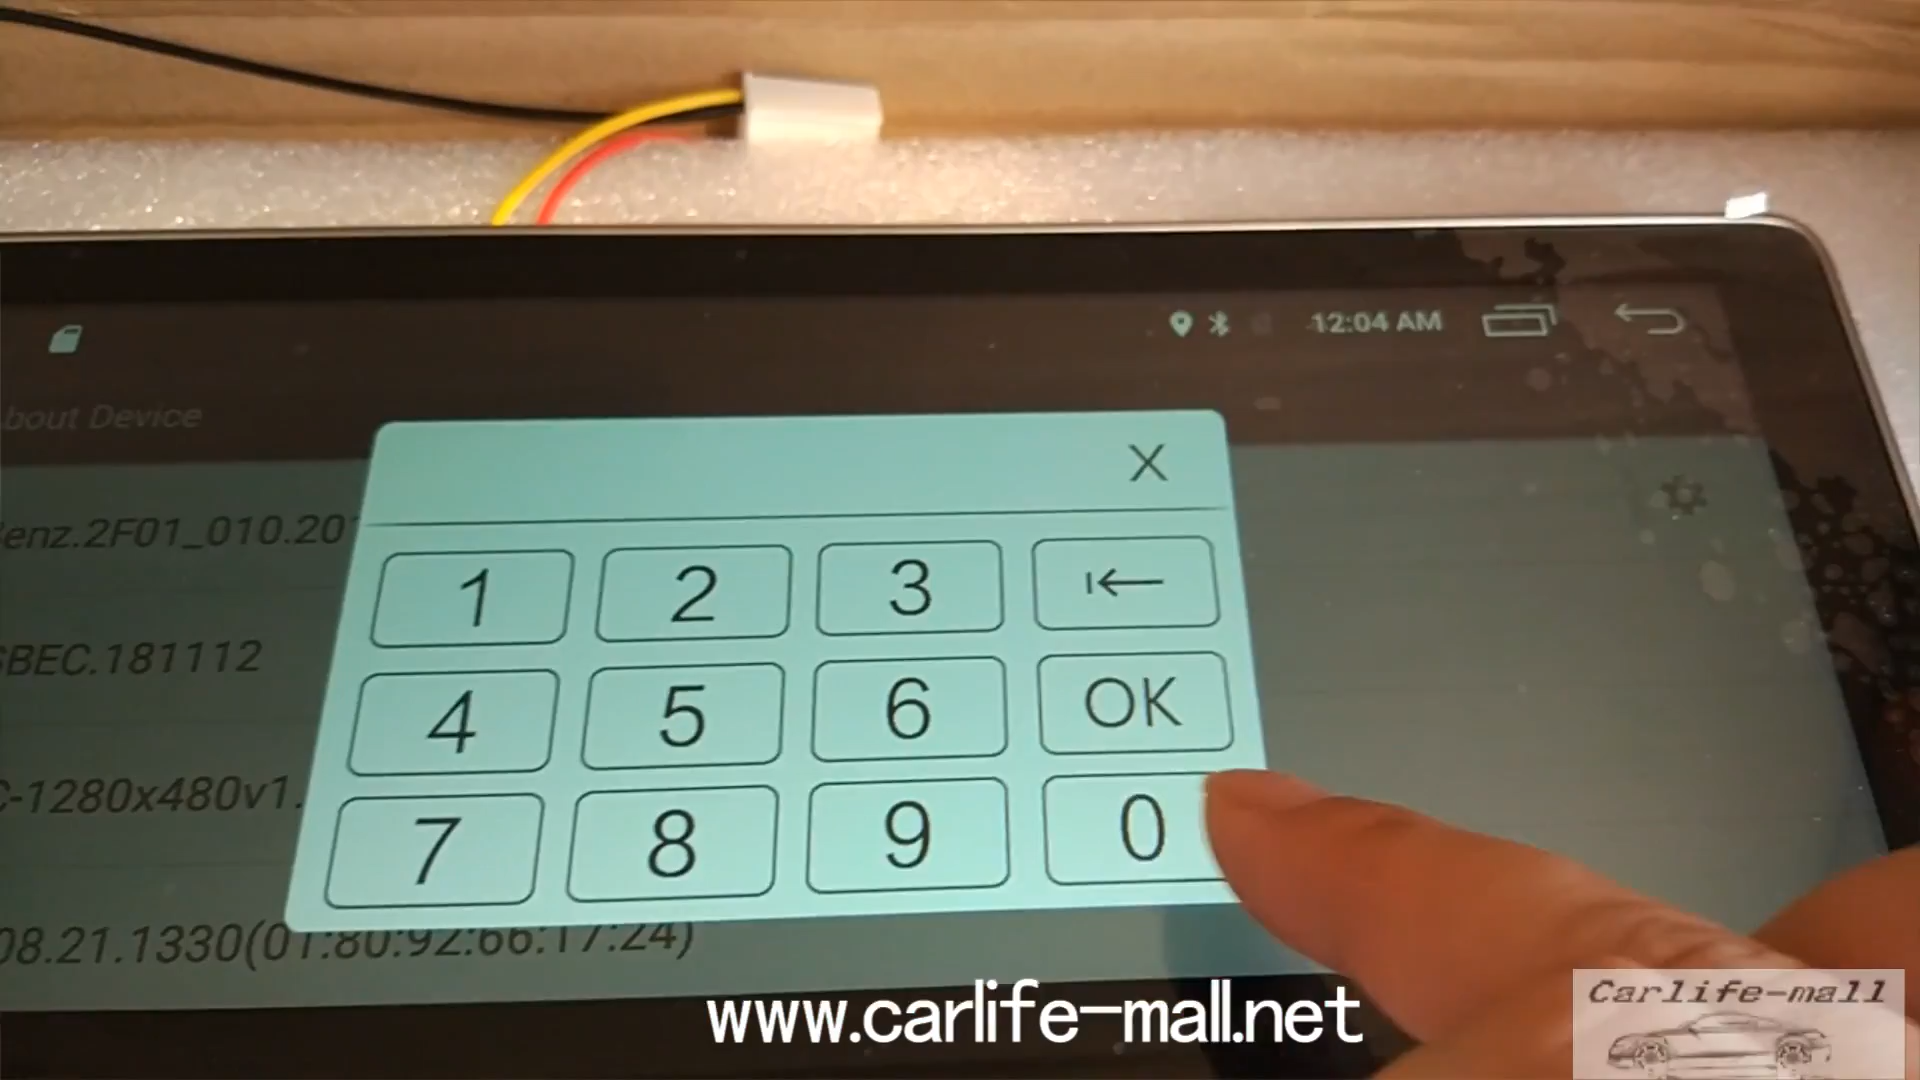 12:04 AM
bout Device
X
enz.2F01_010.20
1 2 3
BEC.181112
4 5 6 OK
-1280x480v1.
7 8 9 0
08.21.1330(01:80:92:66:17:24)
www.carlife-mall.net
Carlife-mall